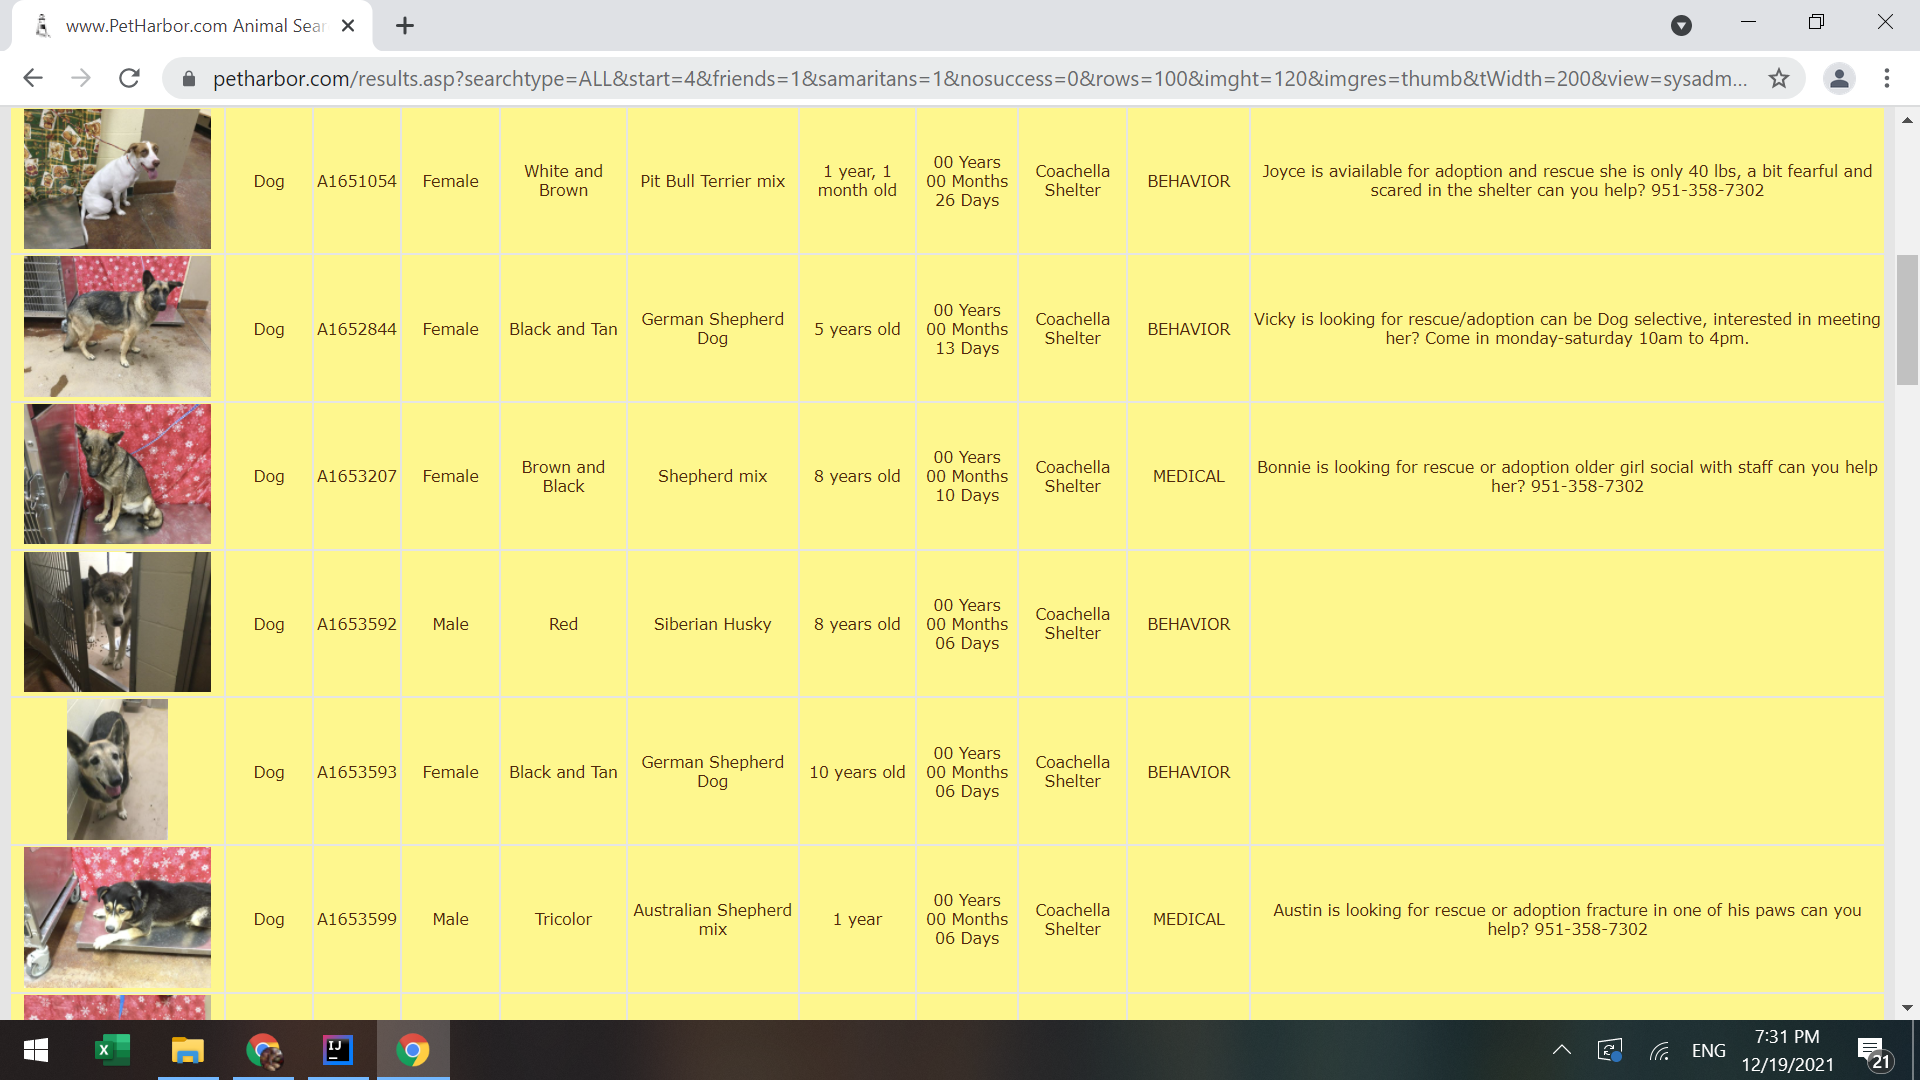 www.PetHarbor.com Animal Sear
petharbor.com/results.asp?searchtype=ALL&start=4&friends=1&samaritans=1&nosuccess=0&rows=100&imght=120&imgres=thumb&tWidth=200&view=sysadm...
Dog
A1651054
Female
White and
Brown
Pit Bull Terrier mix
1 year, 1
month old
00 Years
00 Months
26 Days
Coachella
Shelter
BEHAVIOR
Joyce is aviailable for adoption and rescue she is only 40 lbs, a bit fearful and
scared in the shelter can you help? 951-358-7302
Dog
A1652844
Female
Black and Tan
German Shepherd
Dog
5 years old
00 Years
00 Months
13 Days
Coachella
Shelter
BEHAVIOR
Vicky is looking for rescue/adoption can be Dog selective, interested in meeting
her? Come in monday-saturday 10am to 4pm.
Dog
A1653207
Female
Brown and
Black
Shepherd mix
8 years old
00 Years
00 Months
10 Days
Coachella
Shelter
MEDICAL
Bonnie is looking for rescue or adoption older girl social with staff can you help
her? 951-358-7302
Dog
A1653592
Male
Red
Siberian Husky
8 years old
00 Years
00 Months
06 Days
Coachella
Shelter
BEHAVIOR
Dog
A1653593
Female
Black and Tan
German Shepherd
Dog
10 years old
00 Years
00 Months
06 Days
Coachella
Shelter
BEHAVIOR
Dog
A1653599
Male
Tricolor
Australian Shepherd
mix
1 year
00 Years
00 Months
06 Days
Coachella
Shelter
MEDICAL
Austin is looking for rescue or adoption fracture in one of his paws can you
help? 951-358-7302
X
IJ
ENG
7:31 PM
12/19/2021
21